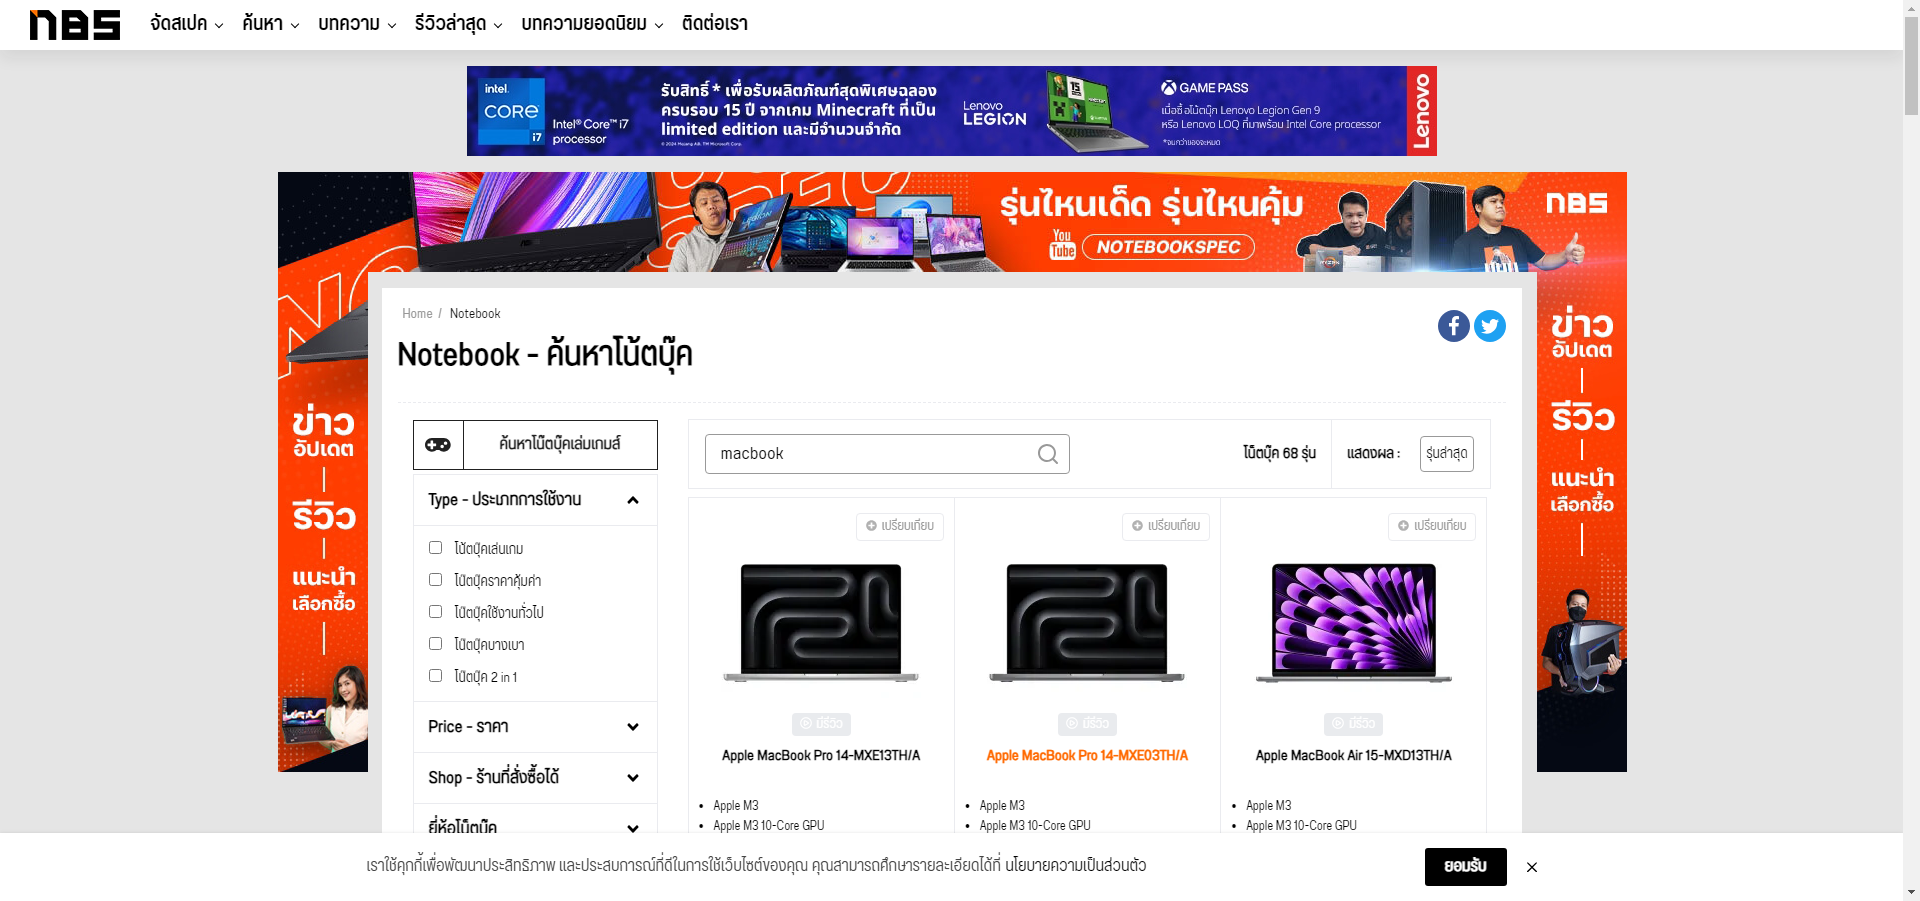 nBS จัดสเปค ค้นหา บทความ รีวิวล่าสุด บทความยอดนิยม ติดต่อเรา
intel.
CORE
i7
Intel® Core™ i7
processor
รับสิทธิ์ * เพื่อรับผลิตภัณฑ์สุดพิเศษฉลอง
ครบรอบ 15 ปี จากเกม Minecraft ที่เป็น
limited edition และมีจำนวนจำกัด
© 2024 Mojang AB. TM Microsoft Corp.
Lenovo
LEGION
GAME PASS
เมื่อซื้อโน้ตบุ๊ก Lenovo Legion Gen 9
หรือ Lenovo LOQ ที่มาพร้อม Intel Core processor
*จนกว่าของจะหมด
Lenovo
รุ่นไหนเด็ด รุ่นไหนคุ้ม
You
Tube
NOTEBOOKSPEC
nBS
ข่าว
อัปเดต
รีวิว
แนะนำ
เลือกซื้อ
ข่าว
อัปเดต
รีวิว
แนะนำ
เลือกซื้อ
Home / Notebook
Notebook - ค้นหาโน้ตบุ๊ค
ค้นหาโน๊ตบุ๊คเล่มเกมส์
Type - ประเภทการใช้งาน
โน้ตบุ๊คเล่นเกม
โน๊ตบุ๊คราคาคุ้มค่า
โน๊ตบุ๊คใช้งานทั่วไป
โน๊ตบุ๊คบางเบา
โน๊ตบุ๊ค 2 in 1
Price - ราคา
Shop - ร้านที่สั่งซื้อได้
ยี่ห้อโน๊ตบุ๊ค
macbook
โน็ตบุ๊ค 68 รุ่น
แสดงผล :
รุ่นล่าสุด
เปรียบเทียบ
เปรียบเทียบ
เปรียบเทียบ
มีรีวิว
มีรีวิว
มีรีวิว
Apple MacBook Pro 14-MXE13TH/A
Apple MacBook Pro 14-MXE03TH/A
Apple MacBook Air 15-MXD13TH/A
Apple M3
Apple M3 10-Core GPU
Apple M3
Apple M3 10-Core GPU
Apple M3
Apple M3 10-Core GPU
เราใช้คุกกี้เพื่อพัฒนาประสิทธิภาพ และประสบการณ์ที่ดีในการใช้เว็บไซต์ของคุณ คุณสามารถศึกษารายละเอียดได้ที่ นโยบายความเป็นส่วนตัว
ยอมรับ